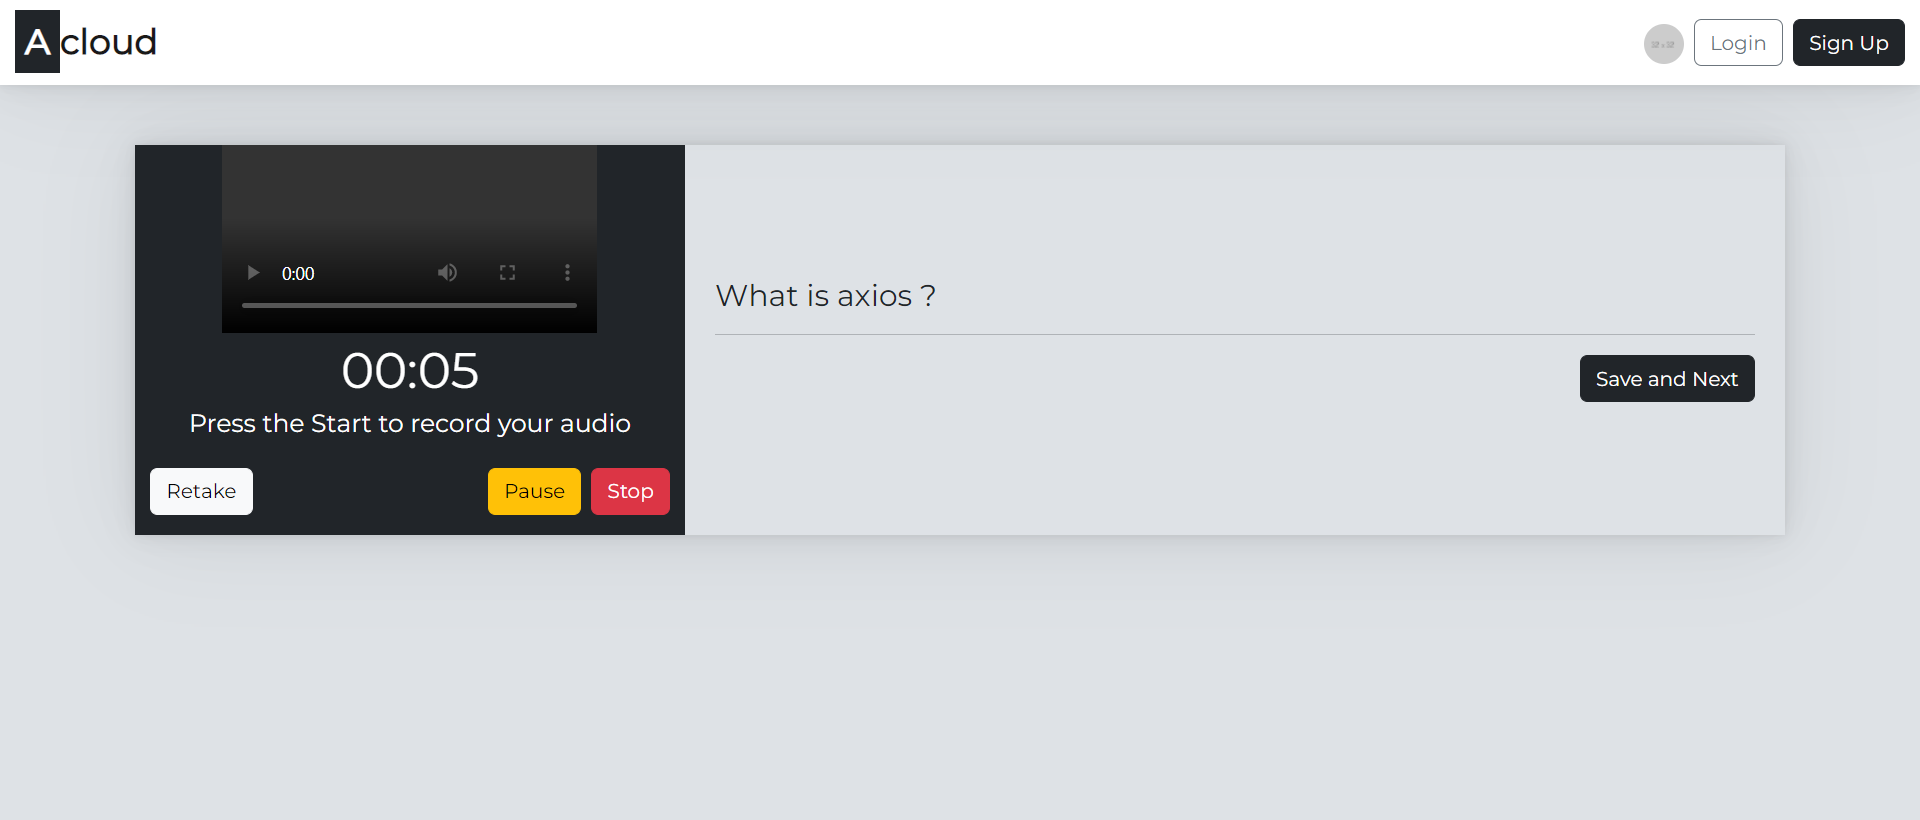 Acloud
Login
Sign Up
0:00
00:05
Press the Start to record your audio
Retake
Pause
Stop
What is axios ?
Save and Next